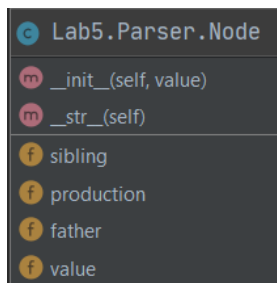 C Lab5.Parser.Node
m __init__(self, value)
m __str__(self)
f sibling
f production
f father
f value